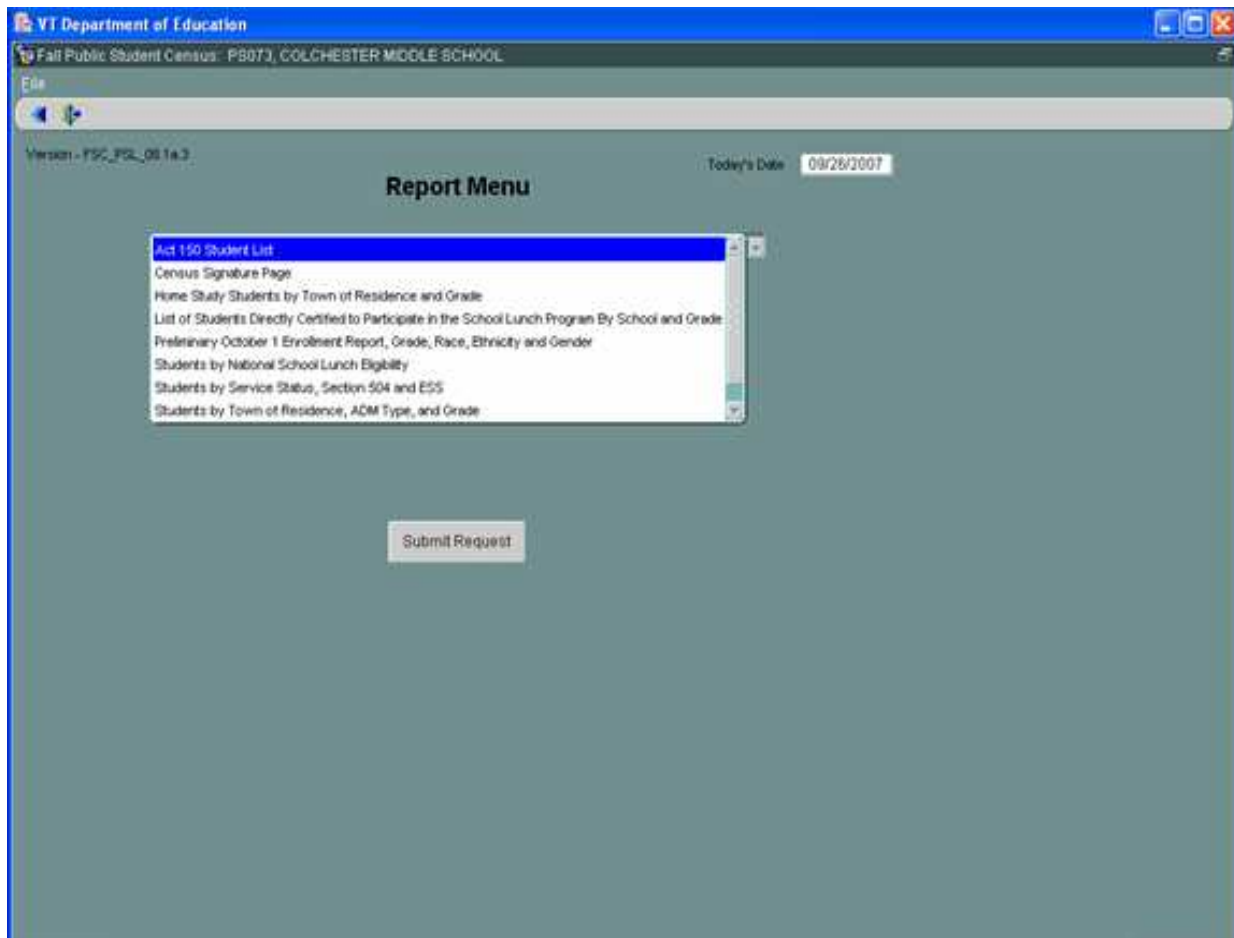 VT Department of Education
Fall Public Student Census: PS073, COLCHESTER MIDDLE SCHOOL
File
Version - FSC_PSL_08.1a.3
Today's Date 09/26/2007
Report Menu
Act 150 Student List
Census Signature Page
Home Study Students by Town of Residence and Grade
List of Students Directly Certified to Participate in the School Lunch Program By School and Grade
Preliminary October 1 Enrollment Report, Grade, Race, Ethnicity and Gender
Students by National School Lunch Eligibility
Students by Service Status, Section 504 and ESS
Students by Town of Residence, ADM Type, and Grade
Submit Request